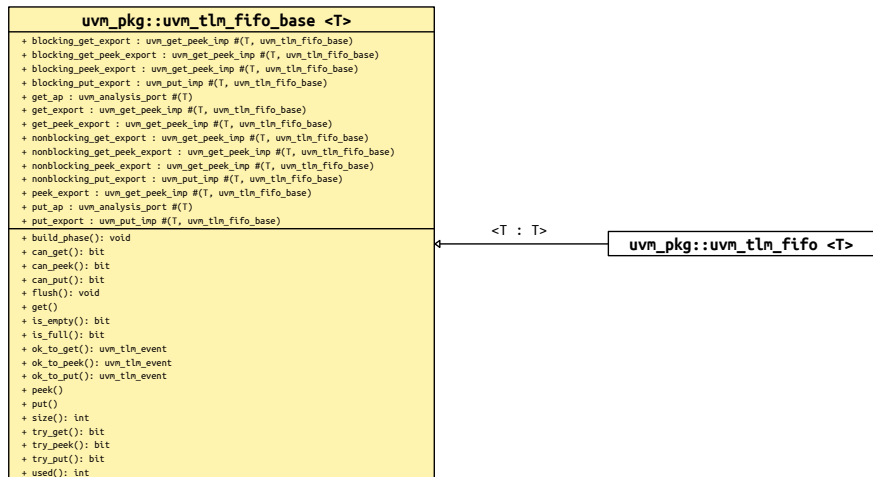 uvm_pkg::uvm_tlm_fifo_base <T>
+ blocking_get_export : uvm_get_peek_imp #(T, uvm_tlm_fifo_base)
+ blocking_get_peek_export : uvm_get_peek_imp #(T, uvm_tlm_fifo_base)
+ blocking_peek_export : uvm_get_peek_imp #(T, uvm_tlm_fifo_base)
+ blocking_put_export : uvm_put_imp #(T, uvm_tlm_fifo_base)
+ get_ap : uvm_analysis_port #(T)
+ get_export : uvm_get_peek_imp #(T, uvm_tlm_fifo_base)
+ get_peek_export : uvm_get_peek_imp #(T, uvm_tlm_fifo_base)
+ nonblocking_get_export : uvm_get_peek_imp #(T, uvm_tlm_fifo_base)
+ nonblocking_get_peek_export : uvm_get_peek_imp #(T, uvm_tlm_fifo_base)
+ nonblocking_peek_export : uvm_get_peek_imp #(T, uvm_tlm_fifo_base)
+ nonblocking_put_export : uvm_put_imp #(T, uvm_tlm_fifo_base)
+ peek_export : uvm_get_peek_imp #(T, uvm_tlm_fifo_base)
+ put_ap : uvm_analysis_port #(T)
+ put_export : uvm_put_imp #(T, uvm_tlm_fifo_base)
+ build_phase(): void
+ can_get(): bit
+ can_peek(): bit
+ can_put(): bit
+ flush(): void
+ get()
+ is_empty(): bit
+ is_full(): bit
+ ok_to_get(): uvm_tlm_event
+ ok_to_peek(): uvm_tlm_event
+ ok_to_put(): uvm_tlm_event
+ peek()
+ put()
+ size(): int
+ try_get(): bit
+ try_peek(): bit
+ try_put(): bit
+ used(): int
<T : T>
uvm_pkg::uvm_tlm_fifo <T>